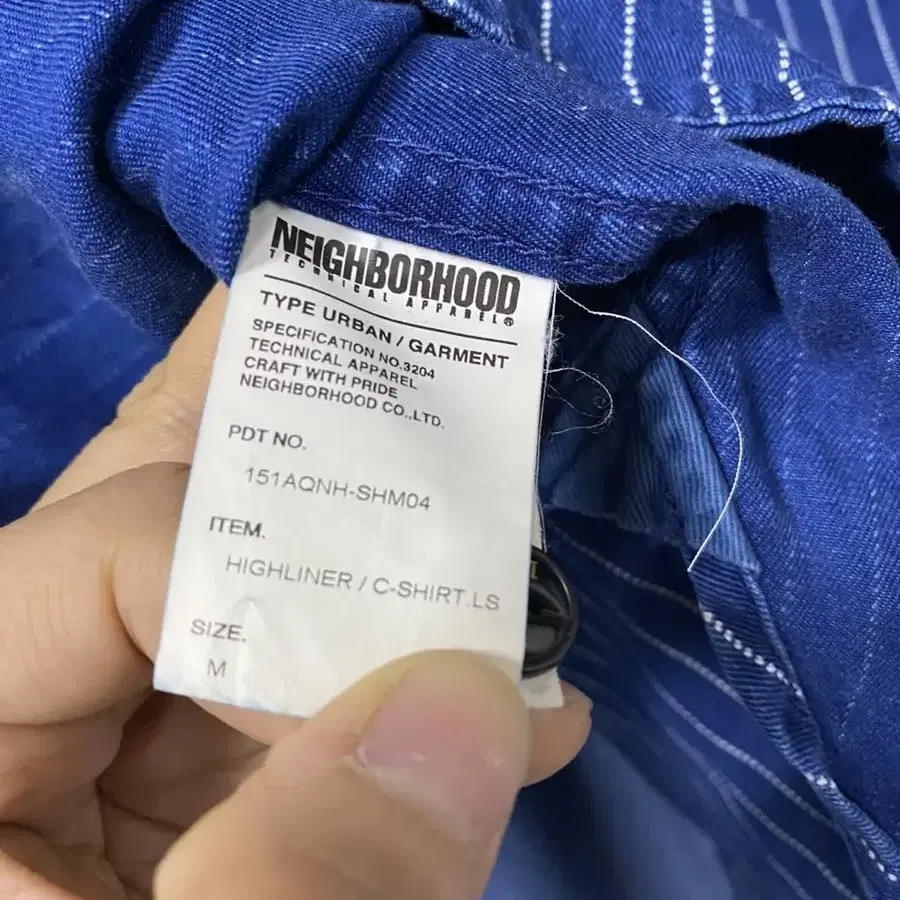 NEIGHBORHOOD
TECHNICAL APPAREL®
TYPE URBAN / GARMENT
SPECIFICATION NO.3204
TECHNICAL APPAREL
CRAFT WITH PRIDE
NEIGHBORHOOD CO.,LTD.
PDT NO.
151AQNH-SHM04
ITEM.
HIGHLINER / C-SHIRT.LS
SIZE.
M